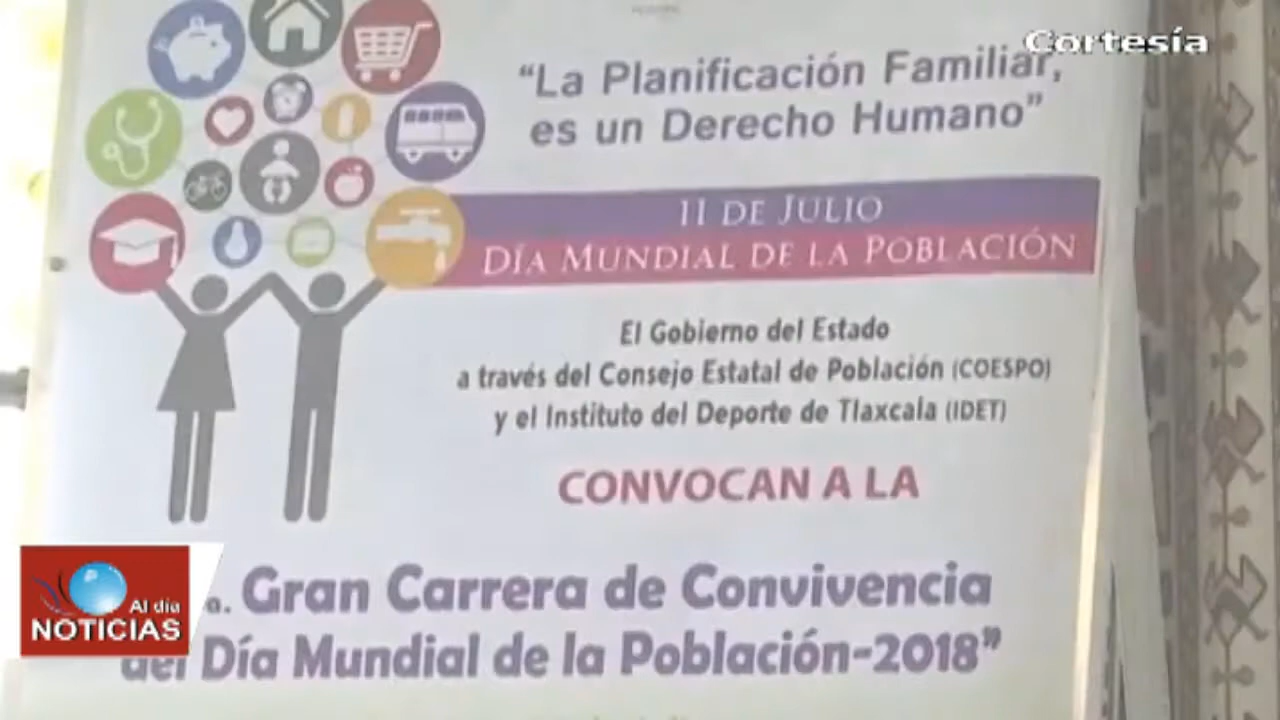 Cortesía
“La Planificación Familiar,
es un Derecho Humano”
11 DE JULIO
DÍA MUNDIAL DE LA POBLACIÓN
El Gobierno del Estado
a través del Consejo Estatal de Población (COESPO)
y el Instituto del Deporte de Tlaxcala (IDET)
CONVOCAN A LA
a. Gran Carrera de Convivencia
del Día Mundial de la Población-2018”
Al día
NOTICIAS